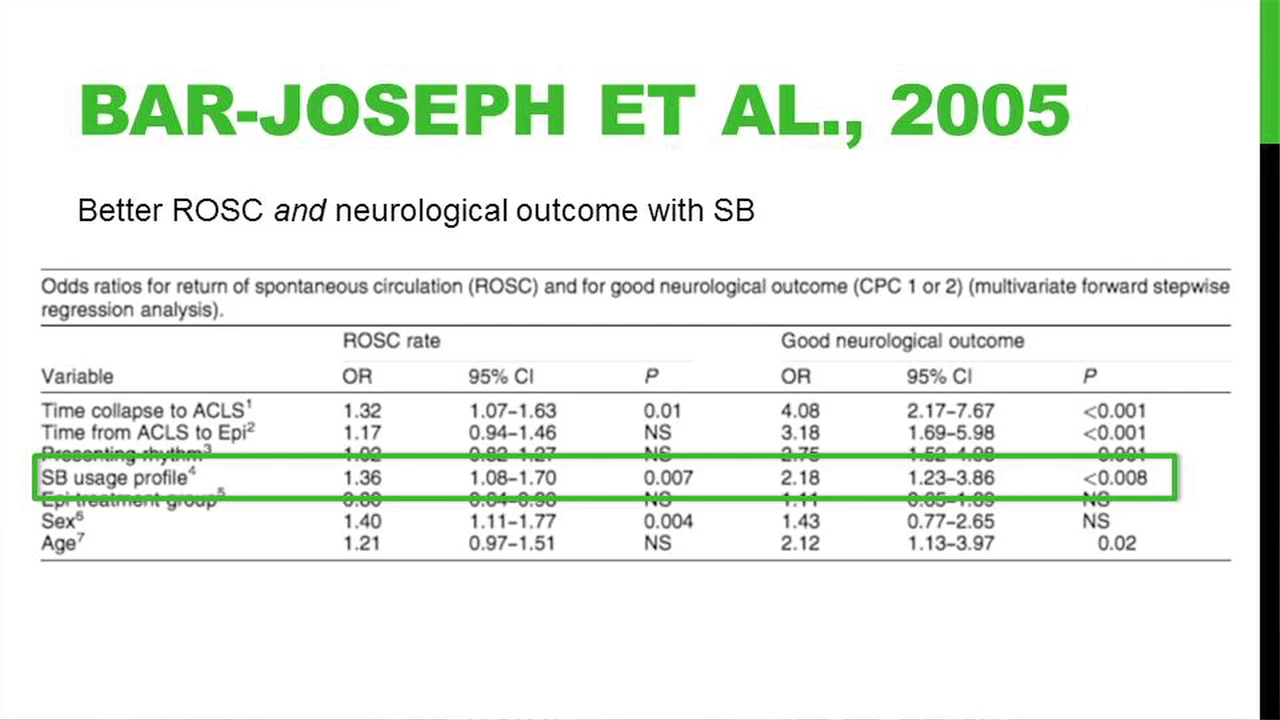 BAR-JOSEPH ET AL., 2005
Better ROSC and neurological outcome with SB
Odds ratios for return of spontaneous circulation (ROSC) and for good neurological outcome (CPC 1 or 2) (multivariate forward stepwise
regression analysis).
ROSC rate Good neurological outcome
Variable OR 95% CI P OR 95% CI P
Time collapse to ACLS¹ 1.32 1.07–1.63 0.01 4.08 2.17–7.67 <0.001
Time from ACLS to Epi² 1.17 0.94–1.46 NS 3.18 1.69–5.98 <0.001
Presenting rhythm³ NS
SB usage profile⁴ 1.36 1.08–1.70 0.007 2.18 1.23–3.86 <0.008
Epi treatment group⁵ NS NS
Sex⁶ 1.40 1.11–1.77 0.004 1.43 0.77–2.65 NS
Age⁷ 1.21 0.97–1.51 NS 2.12 1.13–3.97 0.02